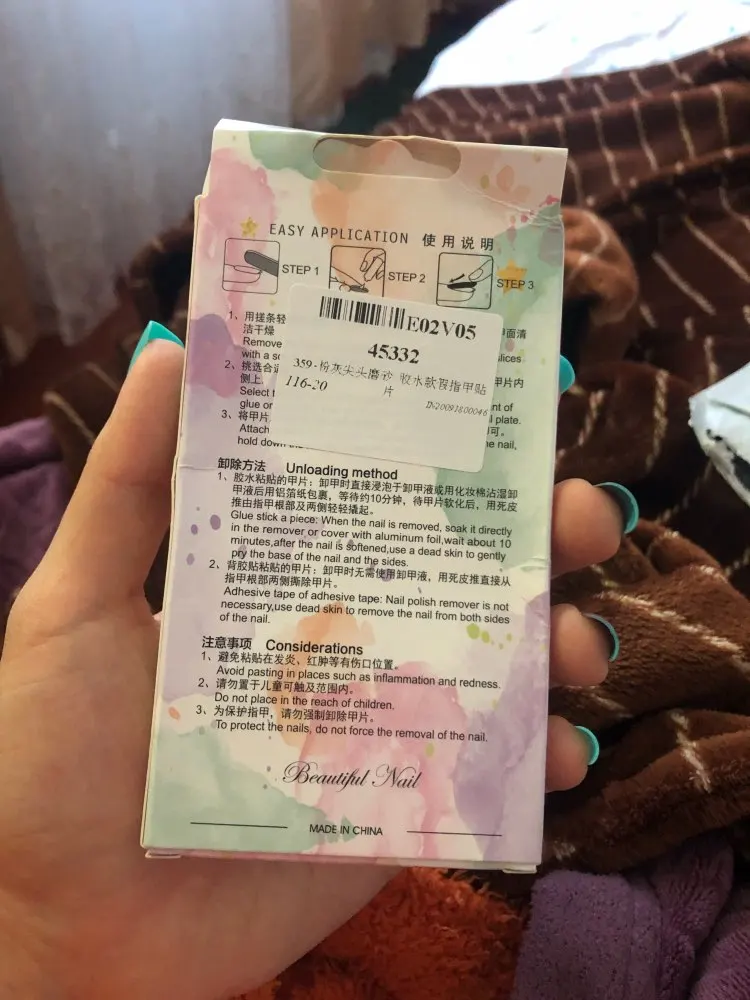 EASY APPLICATION 使用说明
STEP 1 STEP 2 STEP 3
E02V05
45332
359-粉灰尖头磨砂 胶水款假指甲贴
116-20 片
1、用搓条轻
洁干燥
Remove
with a
2、挑选合适 甲片内
侧上.
Select nt of
glue or l plate.
3、将甲片 可。
Attach he nail,
hold down
卸除方法 Unloading method
1、胶水粘贴的甲片：卸甲时直接浸泡于卸甲液或用化妆棉沾湿卸
甲液后用铝箔纸包裹，等待约10分钟，待甲片软化后，用死皮
推由指甲根部及两侧轻轻撬起。
Glue stick a piece: When the nail is removed, soak it directly
in the remover or cover with aluminum foil,wait about 10
minutes,after the nail is softened,use a dead skin to gently
pry the base of the nail and the sides.
2、背胶贴粘贴的甲片：卸甲时无需使用卸甲液，用死皮推直接从
指甲根部两侧撕除甲片。
Adhesive tape of adhesive tape: Nail polish remover is not
necessary,use dead skin to remove the nail from both sides
of the nail.
注意事项 Considerations
1、避免粘贴在发炎、红肿等有伤口位置。
Avoid pasting in places such as inflammation and redness.
2、请勿置于儿童可触及范围内。
Do not place in the reach of children.
3、为保护指甲，请勿强制卸除甲片。
To protect the nails, do not force the removal of the nail.
Beautiful Nail
MADE IN CHINA